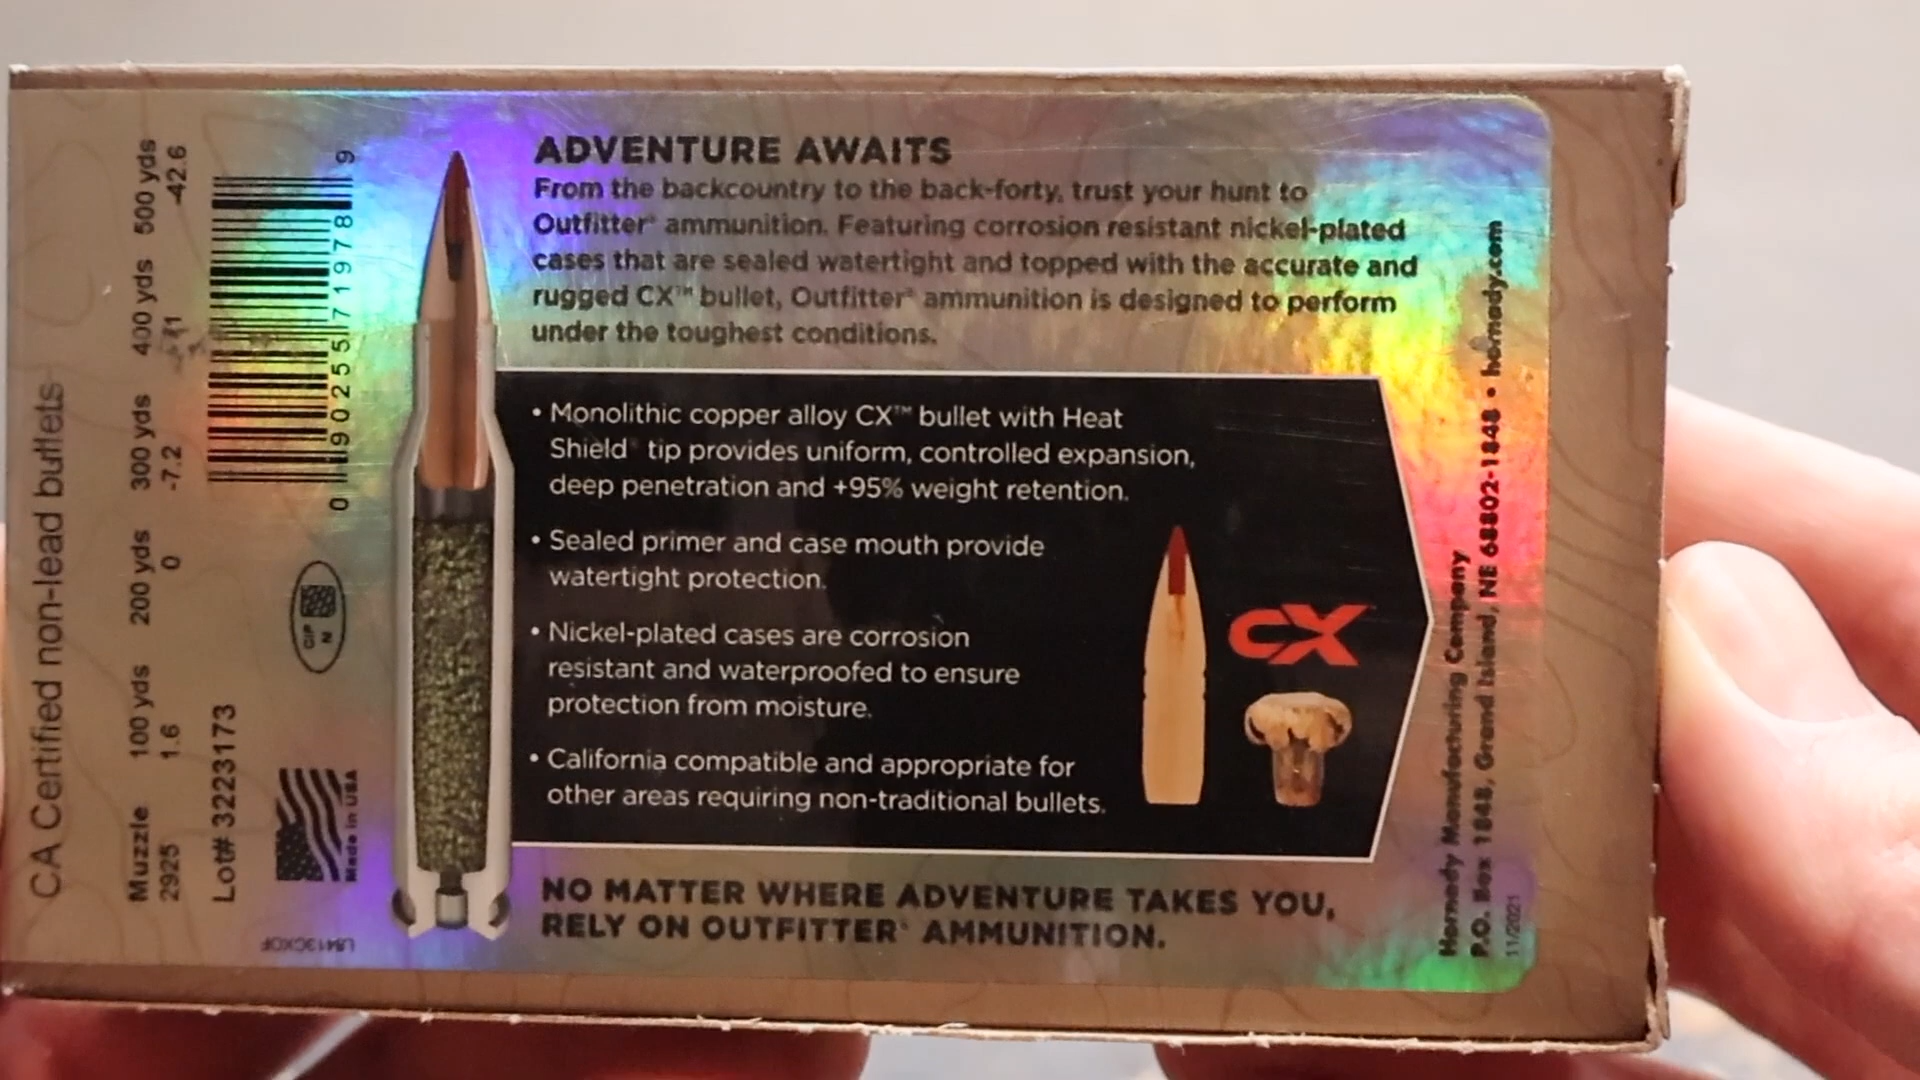 ADVENTURE AWAITS
From the backcountry to the back-forty, trust your hunt to
Outfitter® ammunition. Featuring corrosion resistant nickel-plated
cases that are sealed watertight and topped with the accurate and
rugged CX™ bullet, Outfitter® ammunition is designed to perform
under the toughest conditions.
• Monolithic copper alloy CX™ bullet with Heat
Shield® tip provides uniform, controlled expansion,
deep penetration and +95% weight retention.
• Sealed primer and case mouth provide
watertight protection.
• Nickel-plated cases are corrosion
resistant and waterproofed to ensure
protection from moisture.
• California compatible and appropriate for
other areas requiring non-traditional bullets.
CX
NO MATTER WHERE ADVENTURE TAKES YOU,
RELY ON OUTFITTER® AMMUNITION.
CA Certified non-lead bullets
Muzzle 100 yds 200 yds 300 yds 400 yds 500 yds
2925 1.6 0 -7.2 -42.6
Lot# 3223173
Made in USA
CIP
N
0 90255 71978 9
Hornady Manufacturing Company
P.O. Box 1848, Grand Island, NE 68802-1848 • hornady.com
11/2021